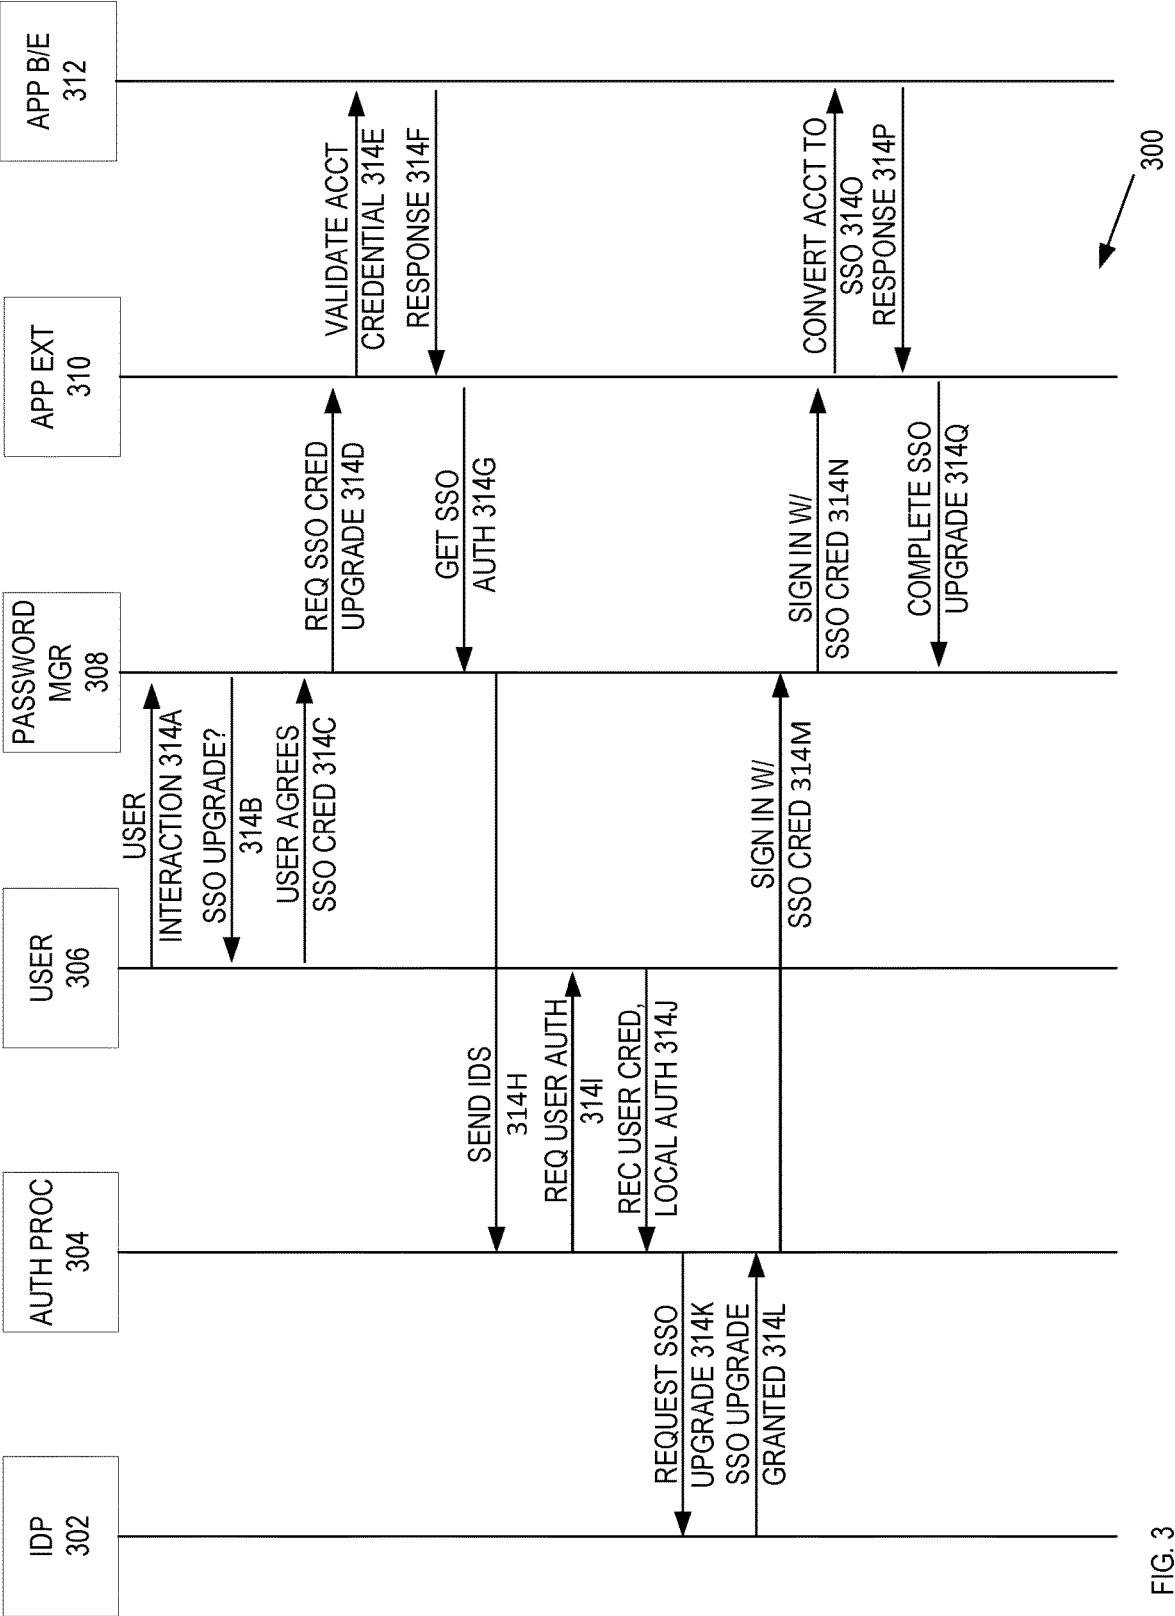 IDP
302
AUTH PROC
304
USER
306
PASSWORD
MGR
308
APP EXT
310
APP B/E
312
USER
INTERACTION 314A
SSO UPGRADE?
314B
USER AGREES
SSO CRED 314C
REQ SSO CRED
UPGRADE 314D
VALIDATE ACCT
CREDENTIAL 314E
RESPONSE 314F
GET SSO
AUTH 314G
SEND IDS
314H
REQ USER AUTH
314I
REC USER CRED,
LOCAL AUTH 314J
REQUEST SSO
UPGRADE 314K
SSO UPGRADE
GRANTED 314L
SIGN IN W/
SSO CRED 314M
SIGN IN W/
SSO CRED 314N
CONVERT ACCT TO
SSO 314O
RESPONSE 314P
COMPLETE SSO
UPGRADE 314Q
300
FIG. 3